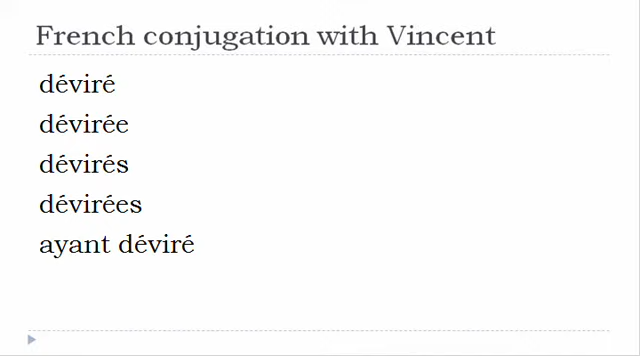 French conjugation with Vincent
déviré
dévirée
dévirés
dévirées
ayant déviré